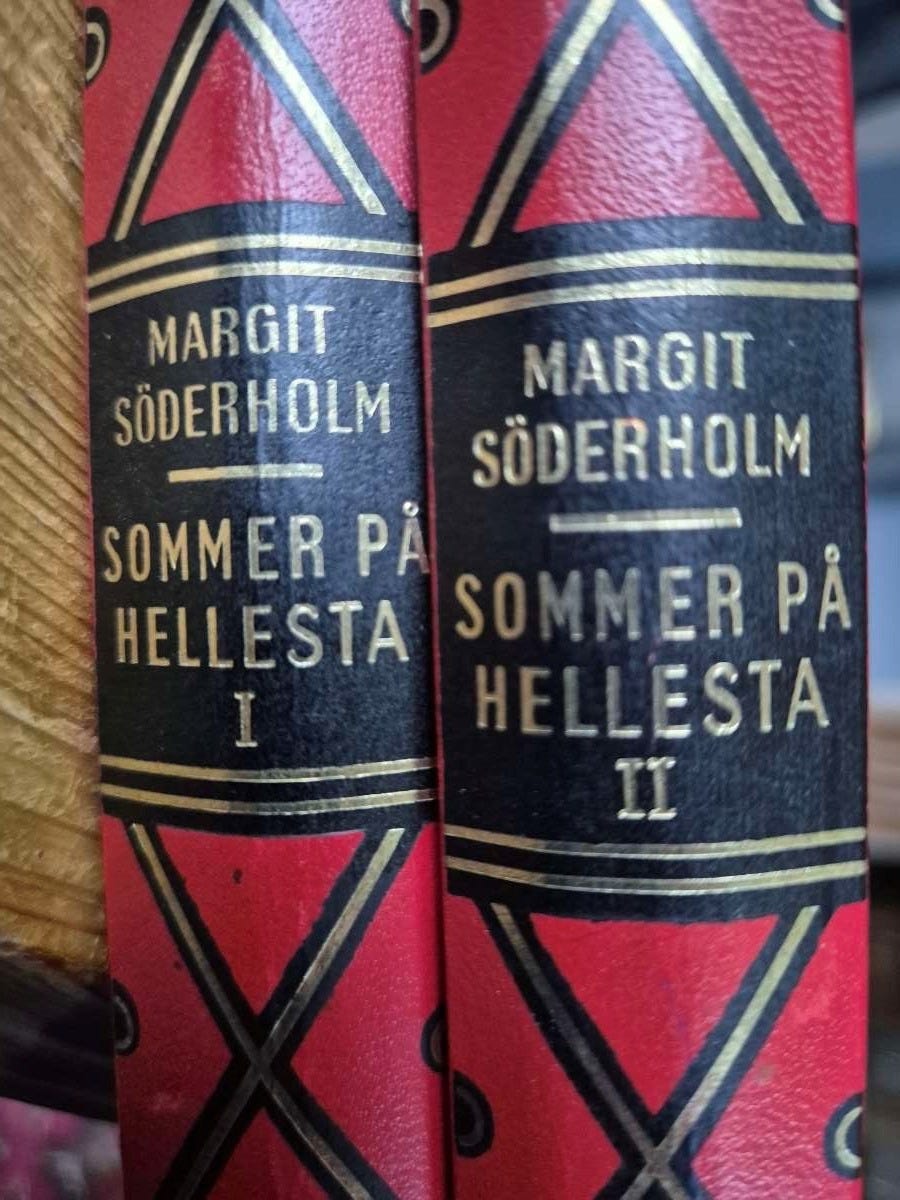 MARGIT
SÖDERHOLM
SOMMER PÅ
HELLESTA
I
MARGIT
SÖDERHOLM
SOMMER PÅ
HELLESTA
II